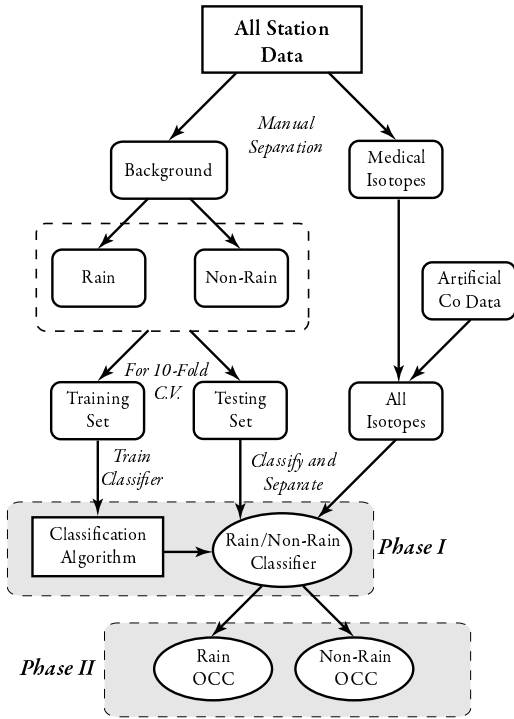 All Station
Data
Manual
Separation
Background
Medical
Isotopes
Rain
Non-Rain
Artificial
Co Data
For 10-Fold
C.V.
Training
Set
Testing
Set
All
Isotopes
Train
Classifier
Classify and
Separate
Classification
Algorithm
Rain/Non-Rain
Classifier
Phase I
Phase II
Rain
OCC
Non-Rain
OCC